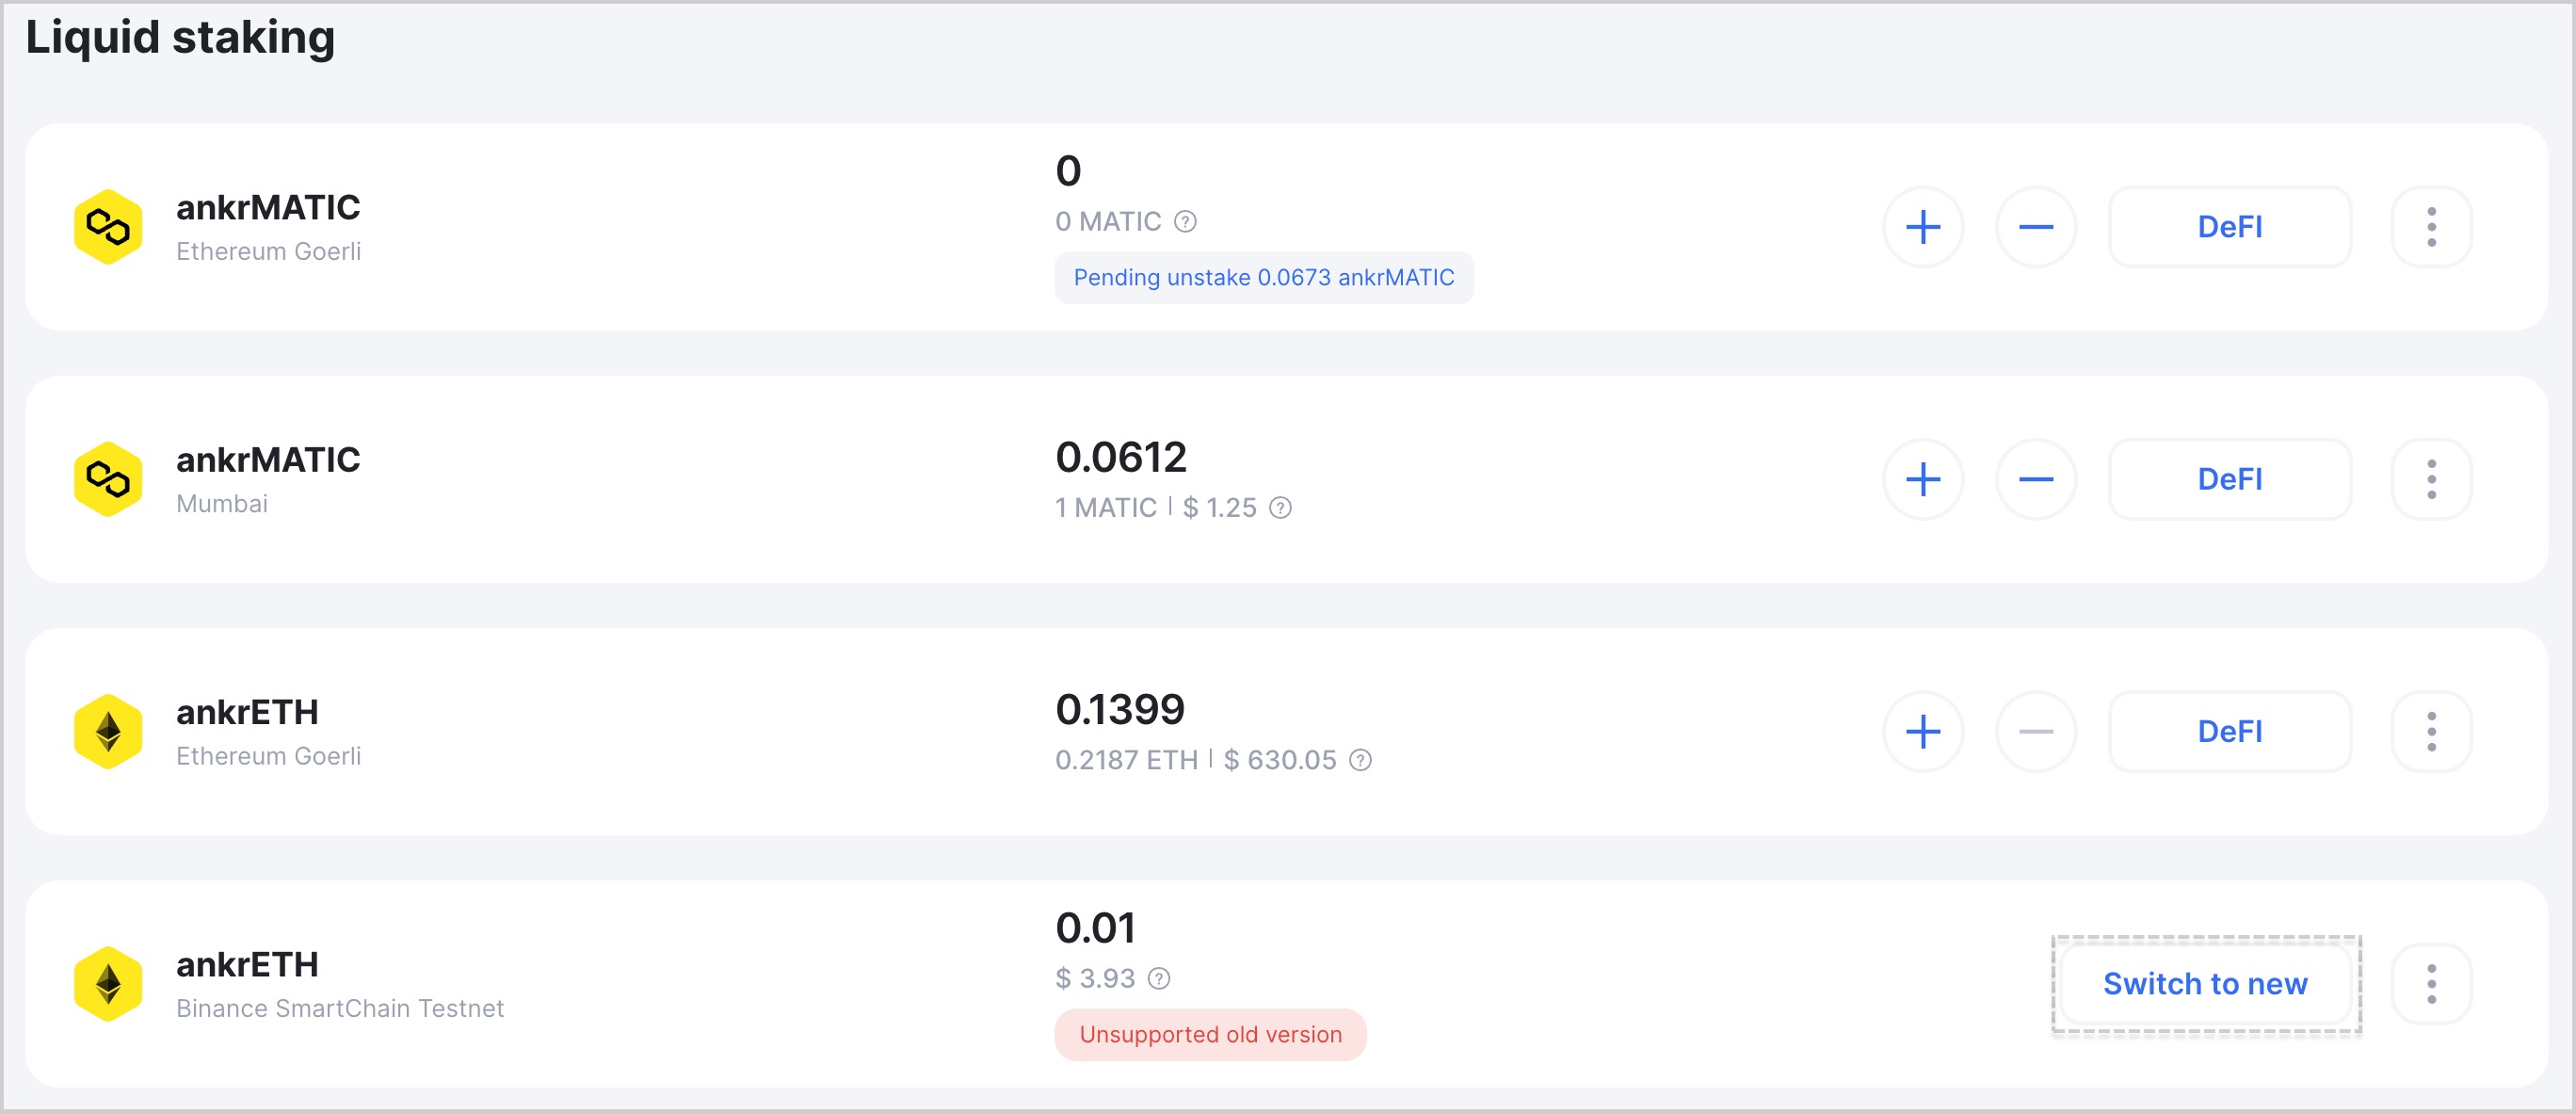 Liquid staking
ankrMATIC
Ethereum Goerli
0
0 MATIC ?
Pending unstake 0.0673 ankrMATIC
DeFI
ankrMATIC
Mumbai
0.0612
1 MATIC | $ 1.25 ?
DeFI
ankrETH
Ethereum Goerli
0.1399
0.2187 ETH | $ 630.05 ?
DeFI
ankrETH
Binance SmartChain Testnet
0.01
$ 3.93 ?
Unsupported old version
Switch to new